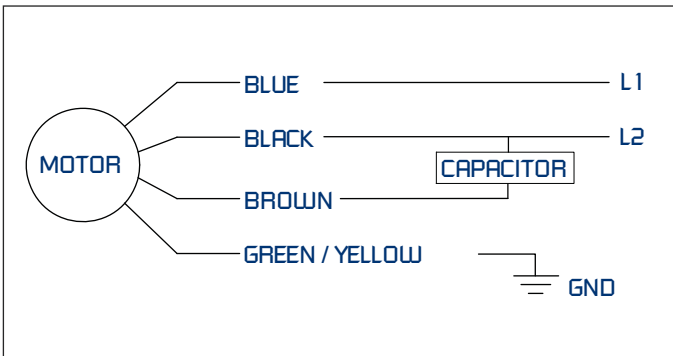 BLUE L1
BLACK L2
MOTOR CAPACITOR
BROWN
GREEN / YELLOW
GND